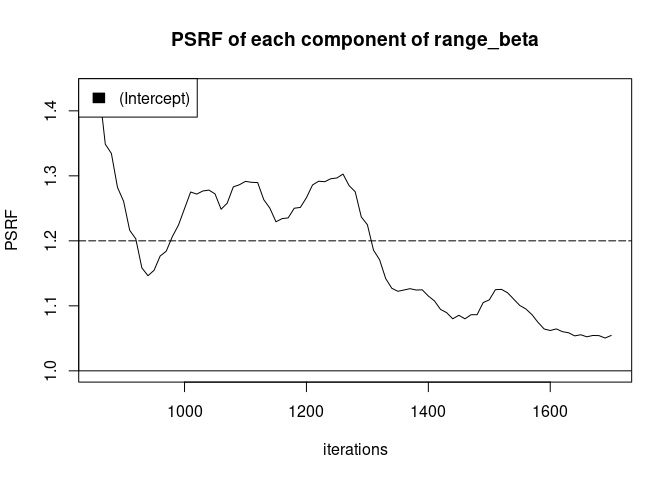 PSRF of each component of range_beta
(Intercept)
PSRF
1.4
1.3
1.2
1.1
1.0
1000 1200 1400 1600
iterations